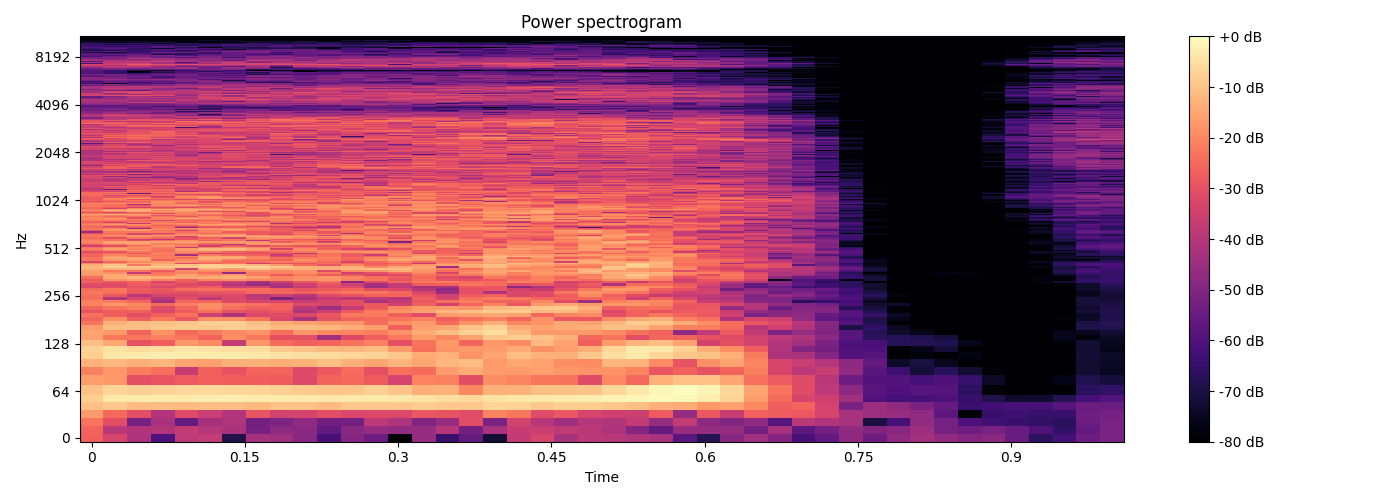 Power spectrogram
Hz
8192
4096
2048
1024
512
256
128
64
0
0 0.15 0.3 0.45 0.6 0.75 0.9
Time
+0 dB
-10 dB
-20 dB
-30 dB
-40 dB
-50 dB
-60 dB
-70 dB
-80 dB